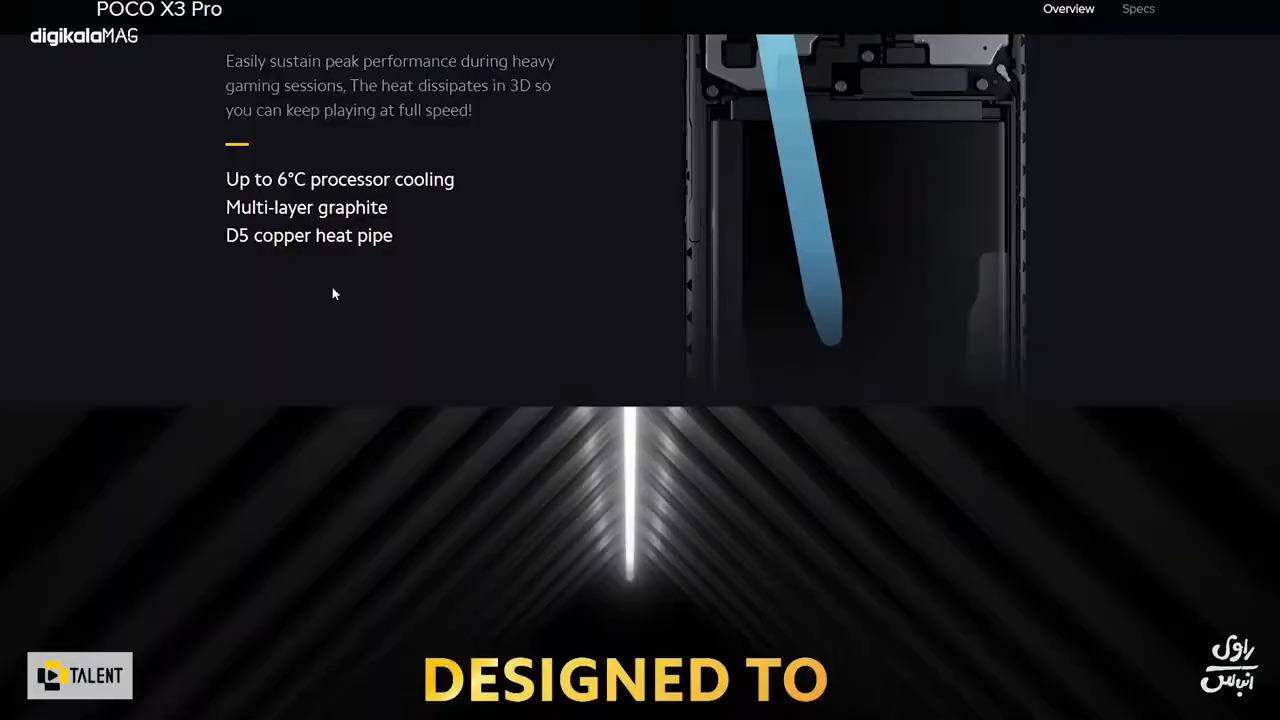 POCO X3 Pro
Overview
Specs
digikalaMAG
Easily sustain peak performance during heavy
gaming sessions, The heat dissipates in 3D so
you can keep playing at full speed!
Up to 6°C processor cooling
Multi-layer graphite
D5 copper heat pipe
DESIGNED TO
TALENT
راوی